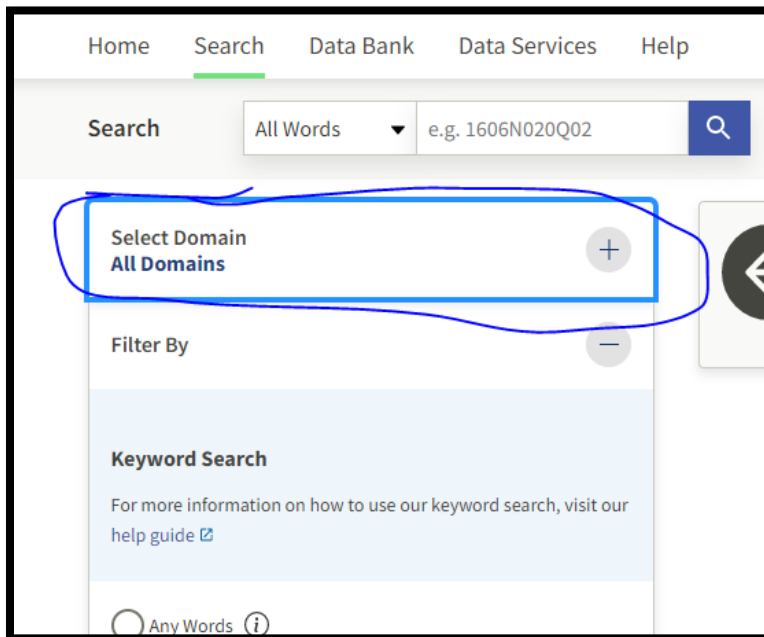 Home Search Data Bank Data Services Help
Search All Words e.g. 1606N020Q02
Select Domain
All Domains
Filter By
Keyword Search
For more information on how to use our keyword search, visit our
help guide
Any Words